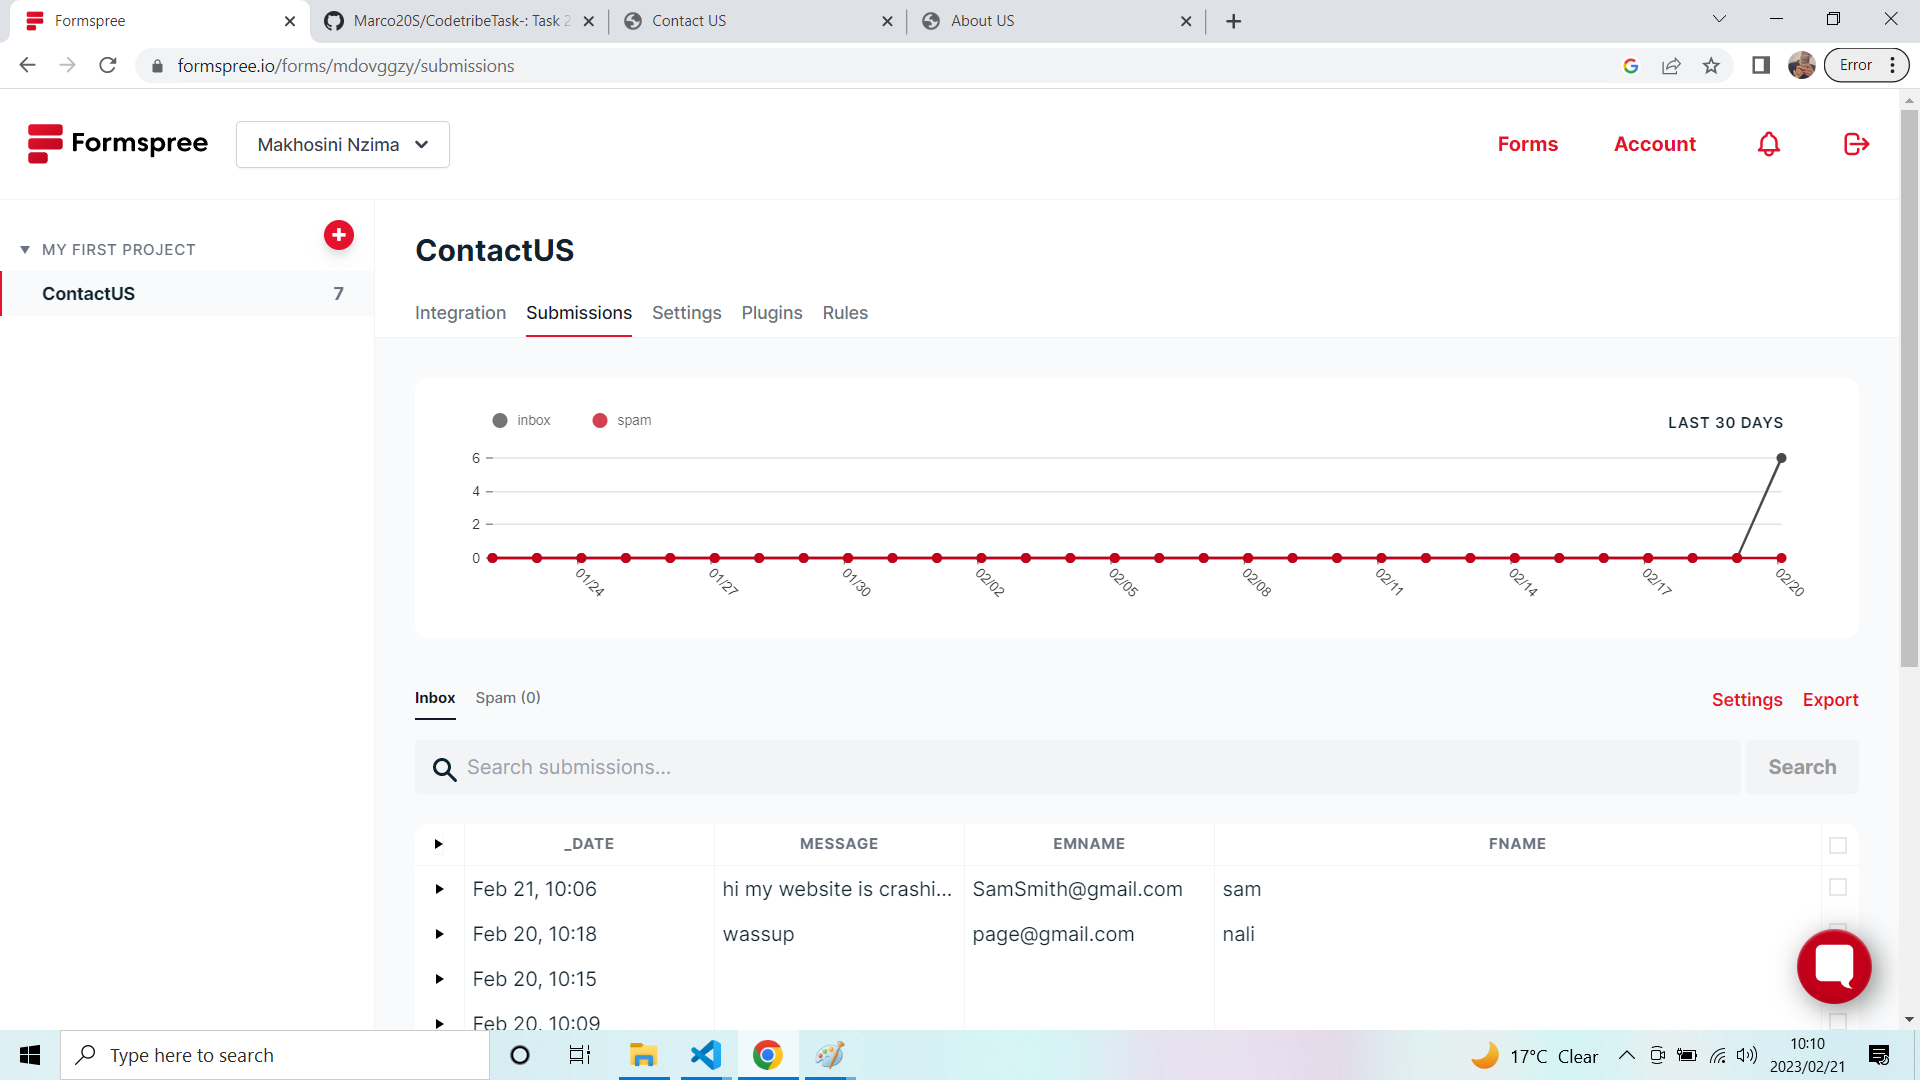 Formspree
Marco20S/CodetribeTask-: Task 2
Contact US
About US
formspree.io/forms/mdovggzy/submissions
Error
Formspree
Makhosini Nzima
Forms
Account
MY FIRST PROJECT
ContactUS 7
ContactUS
Integration
Submissions
Settings
Plugins
Rules
inbox
spam
LAST 30 DAYS
6
4
2
0
01/24
01/27
01/30
02/02
02/05
02/08
02/11
02/14
02/17
02/20
Inbox
Spam (0)
Settings
Export
Search submissions...
Search
_DATE MESSAGE EMNAME FNAME
Feb 21, 10:06 hi my website is crashi... SamSmith@gmail.com sam
Feb 20, 10:18 wassup page@gmail.com nali
Feb 20, 10:15
Feb 20, 10:09
Type here to search
17°C Clear
10:10
2023/02/21